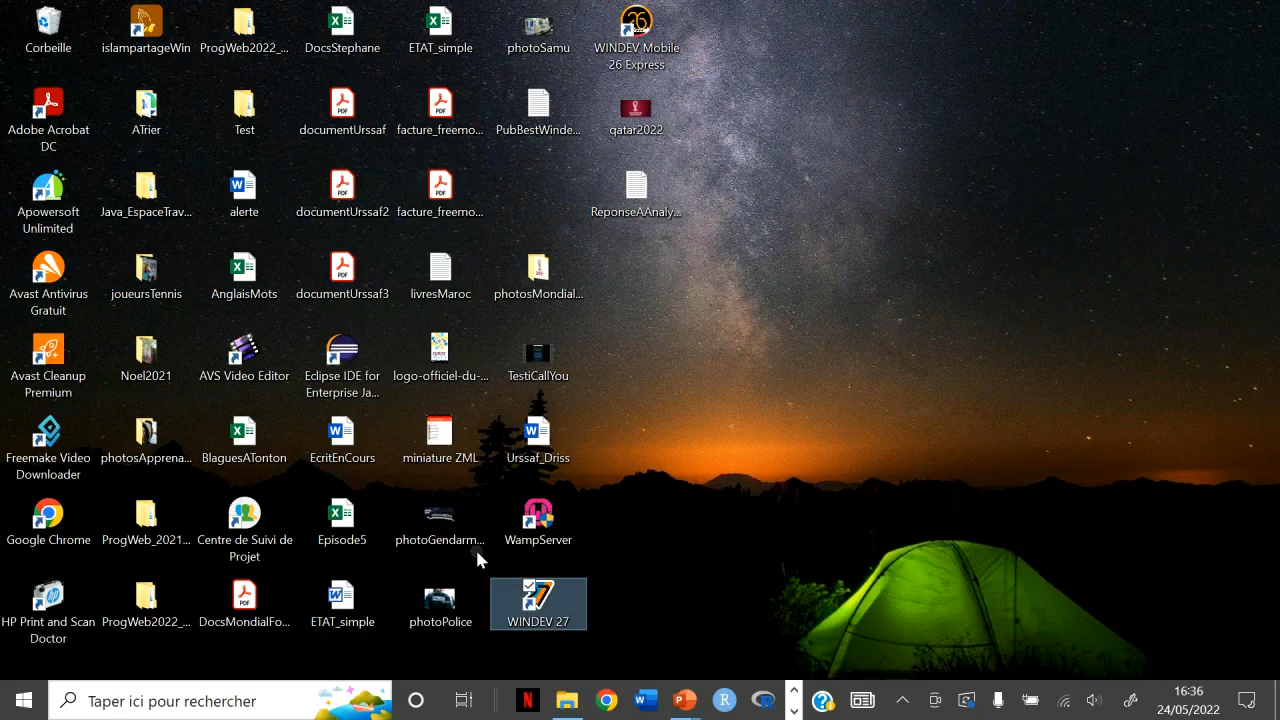 Corbeille
islampartageWin
ProgWeb2022_...
DocsStephane
ETAT_simple
photoSamu
WINDEV Mobile
26 Express
Adobe Acrobat
DC
ATrier
Test
documentUrssaf
facture_freemo...
PubBestWinde...
qatar2022
Apowersoft
Unlimited
Java_EspaceTrav...
alerte
documentUrssaf2
facture_freemo...
ReponseAAnaly...
Avast Antivirus
Gratuit
joueursTennis
AnglaisMots
documentUrssaf3
livresMaroc
photosMondial...
Avast Cleanup
Premium
Noel2021
AVS Video Editor
Eclipse IDE for
Enterprise Ja...
logo-officiel-du-...
TestiCallYou
Freemake Video
Downloader
photosApprena...
BlaguesATonton
EcritEnCours
miniature ZML
Urssaf_Driss
Google Chrome
ProgWeb_2021...
Centre de Suivi de
Projet
Episode5
photoGendarm...
WampServer
HP Print and Scan
Doctor
ProgWeb2022_...
DocsMondialFo...
ETAT_simple
photoPolice
WINDEV 27
Taper ici pour rechercher
16:36
24/05/2022